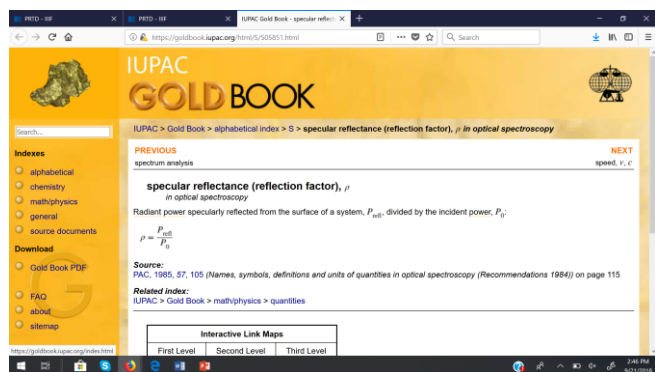 PRTD - IIF
PRTD - IIF
IUPAC Gold Book - specular reflect
https://goldbook.iupac.org/html/S/S05851.html
Search
IUPAC
GOLD BOOK
Search...
IUPAC > Gold Book > alphabetical index > S > specular reflectance (reflection factor), ρ in optical spectroscopy
Indexes
alphabetical
chemistry
math/physics
general
source documents
Download
Gold Book PDF
FAQ
about
sitemap
PREVIOUS
NEXT
spectrum analysis
speed, v, c
specular reflectance (reflection factor), ρ
in optical spectroscopy
Radiant power specularly reflected from the surface of a system, P_refl, divided by the incident power, P_0:
ρ = P_refl / P_0
Source:
PAC, 1985, 57, 105 (Names, symbols, definitions and units of quantities in optical spectroscopy (Recommendations 1984)) on page 115
Related index:
IUPAC > Gold Book > math/physics > quantities
Interactive Link Maps
First Level Second Level Third Level
https://goldbook.iupac.org/index.html
2:46 PM
9/21/2018